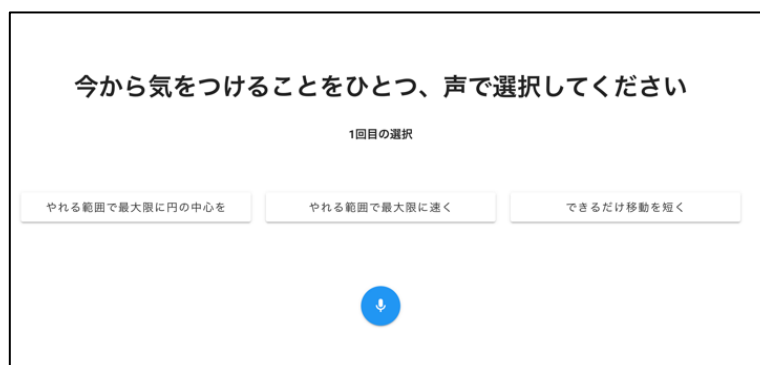 今から気をつけることをひとつ、声で選択してください
1回目の選択
やれる範囲で最大限に円の中心を
やれる範囲で最大限に速く
できるだけ移動を短く